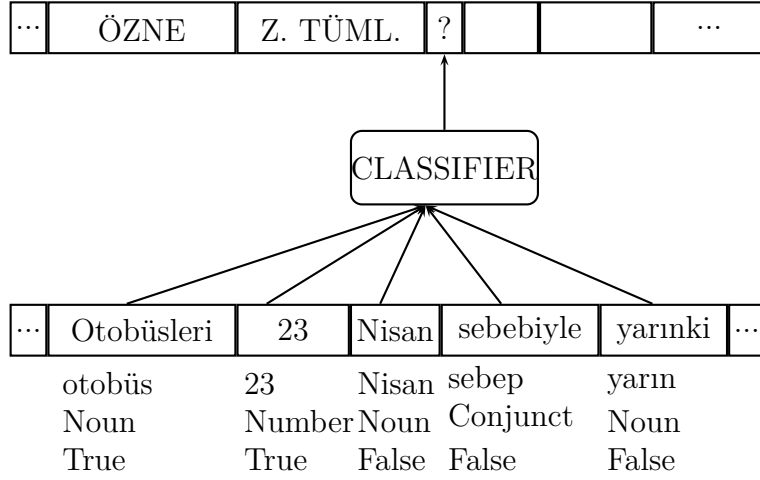 ... ÖZNE Z. TÜML. ? ...
CLASSIFIER
... Otobüsleri 23 Nisan sebebiyle yarınki ...
otobüs 23 Nisan sebep yarın
Noun Number Noun Conjunct Noun
True True False False False